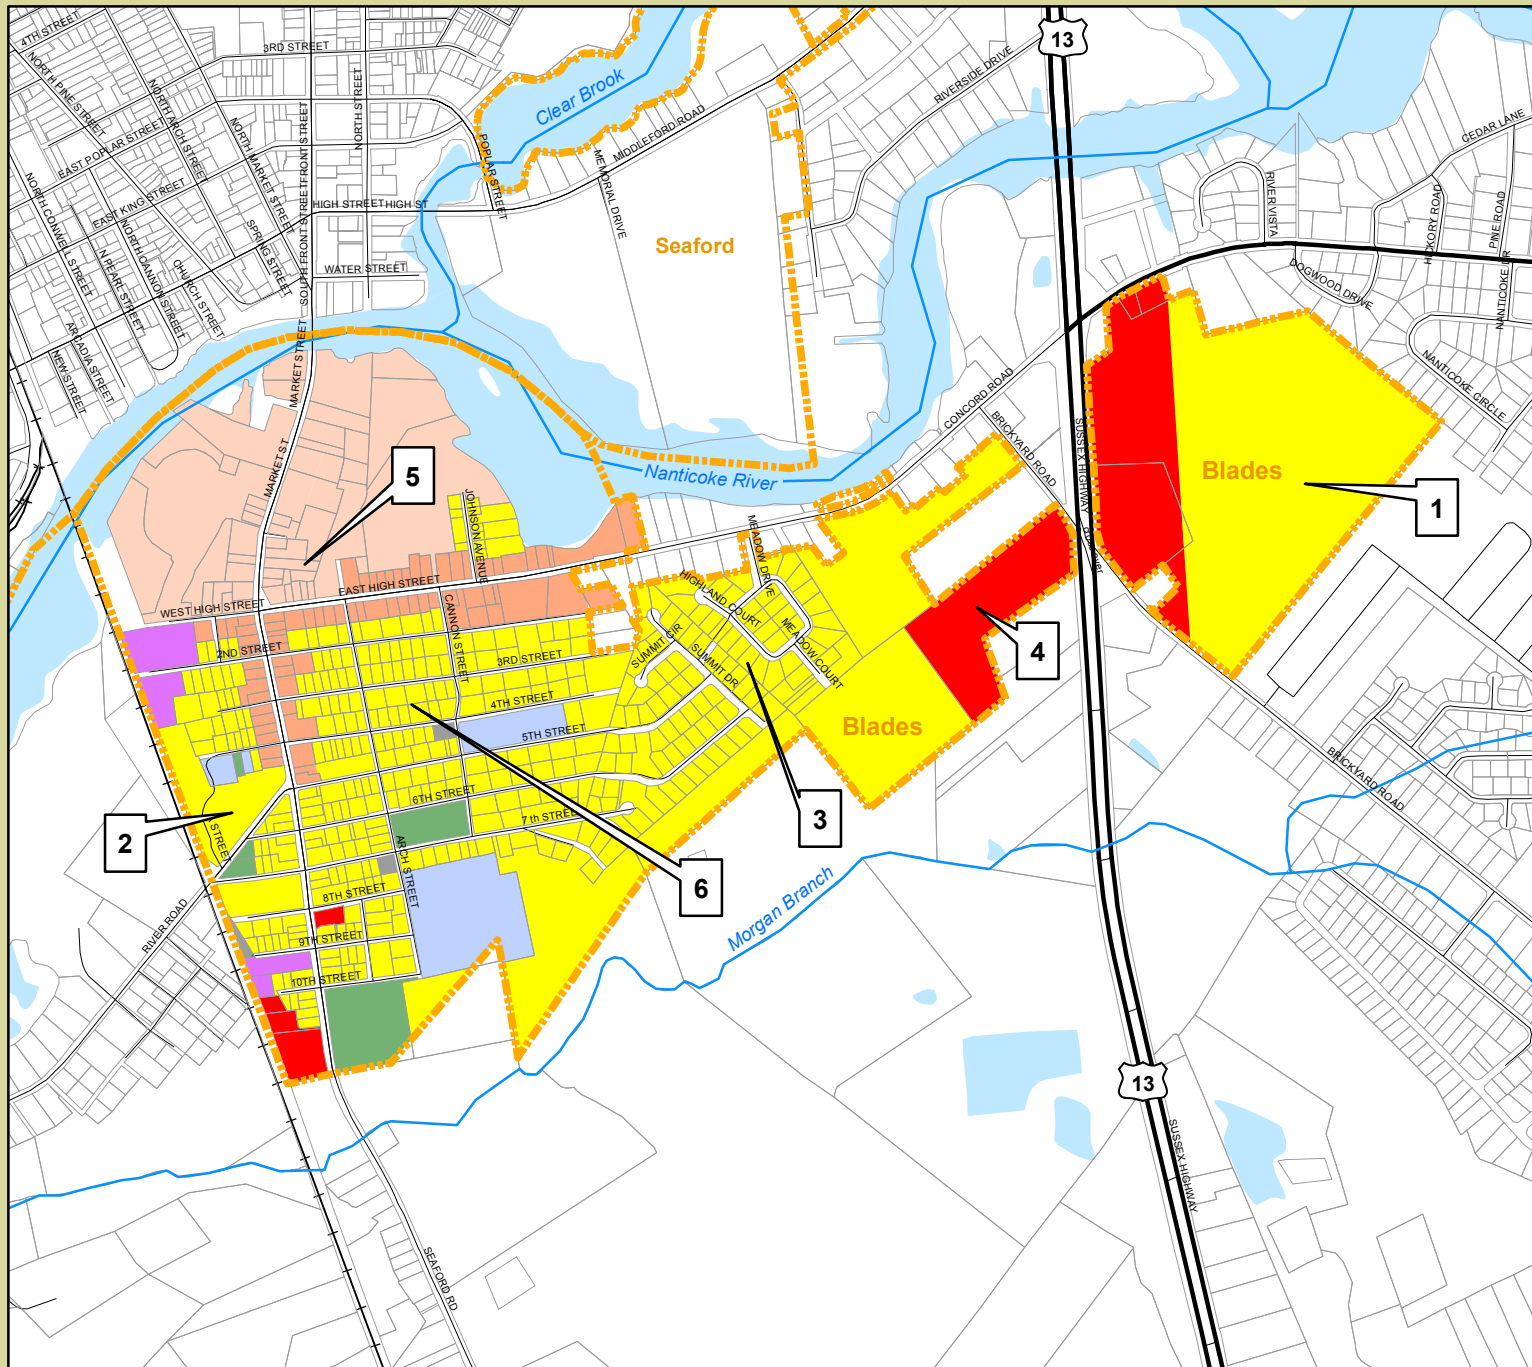 4TH STREET
3RD STREET
NORTH PINE STREET
NORTH ARCH STREET
NORTH STREET
SOUTH FRONT STREET
FRONT STREET
NORTH MARKET STREET
EAST POPLAR STREET
EAST KING STREET
NORTH CONWELL STREET
N PEARL STREET
NORTH CANNON STREET
CHURCH STREET
SPRING STREET
HIGH STREET
HIGH ST
WATER STREET
ARCADIA STREET
NEW STREET
POPLAR STREET
Clear Brook
MIDDLEFORD ROAD
MEMORIAL DRIVE
RIVERSIDE DRIVE
13
Seaford
CEDAR LANE
RIVER VISTA
HICKORY ROAD
PINE ROAD
NANTICOKE DR
DOGWOOD DRIVE
NANTICOKE CIRCLE
MARKET STREET
MARKET ST
5
JOHNSON AVENUE
Nanticoke River
CONCORD ROAD
BRICKYARD ROAD
SUSSEX HIGHWAY
Blades
1
MEADOW DRIVE
WEST HIGH STREET
EAST HIGH STREET
CANNON STREET
HIGHLAND COURT
MEADOW COURT
SUMMIT CIR
SUMMIT DR
4
2ND STREET
3RD STREET
4TH STREET
5TH STREET
Blades
6TH STREET
7 th STREET
3
2
STREET
6
ARCH STREET
8TH STREET
9TH STREET
10TH STREET
RIVER ROAD
Morgan Branch
BRICKYARD ROAD
13
SUSSEX HIGHWAY
SEAFORD RD